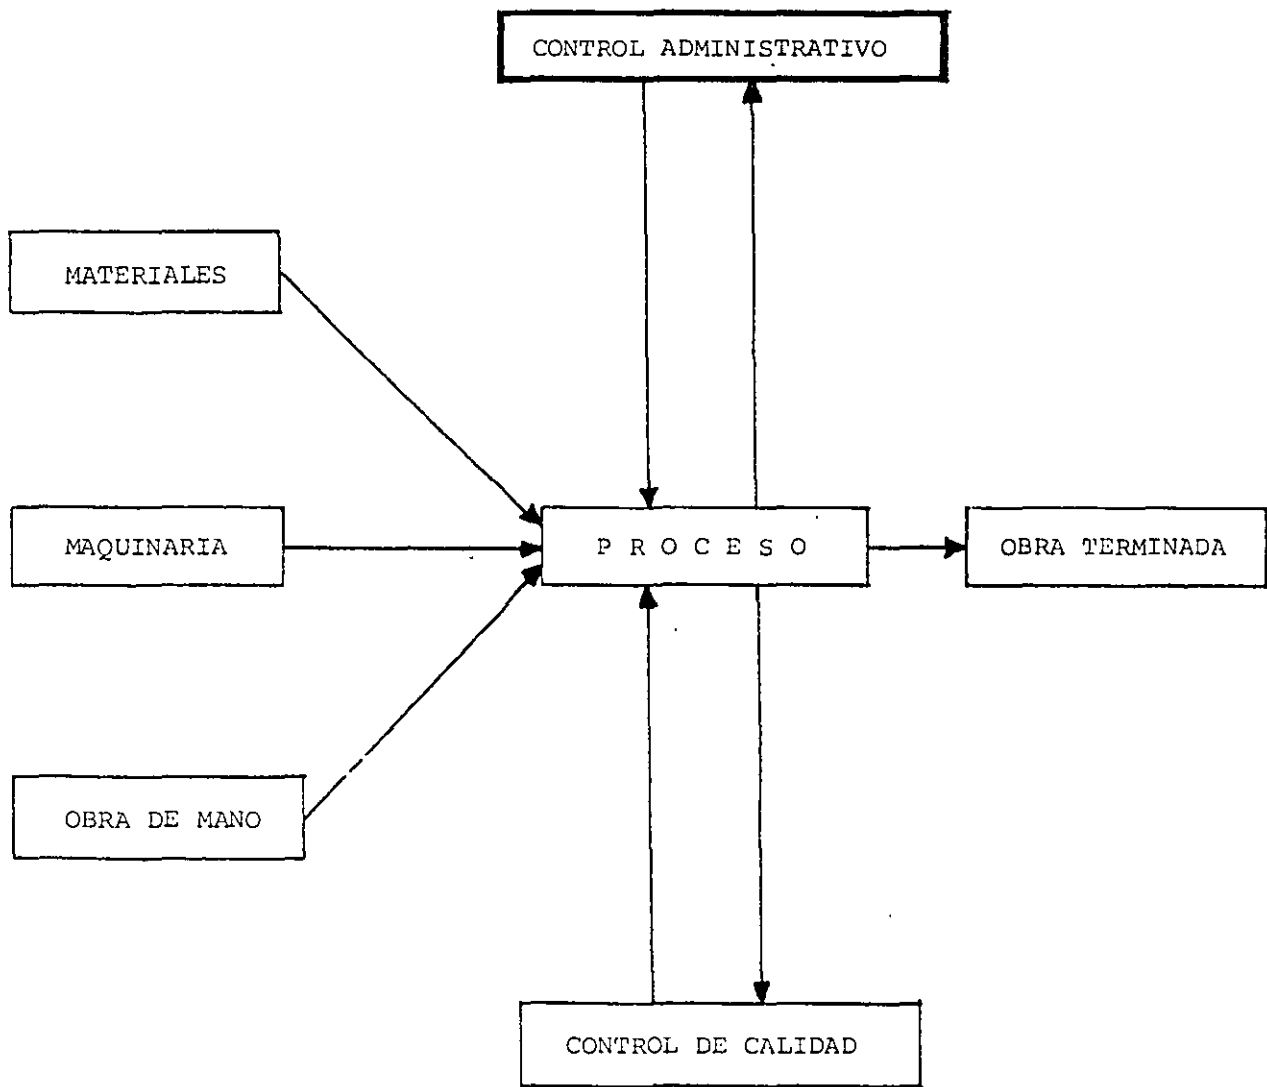 CONTROL ADMINISTRATIVO
MATERIALES
MAQUINARIA
P R O C E S O
OBRA TERMINADA
OBRA DE MANO
CONTROL DE CALIDAD